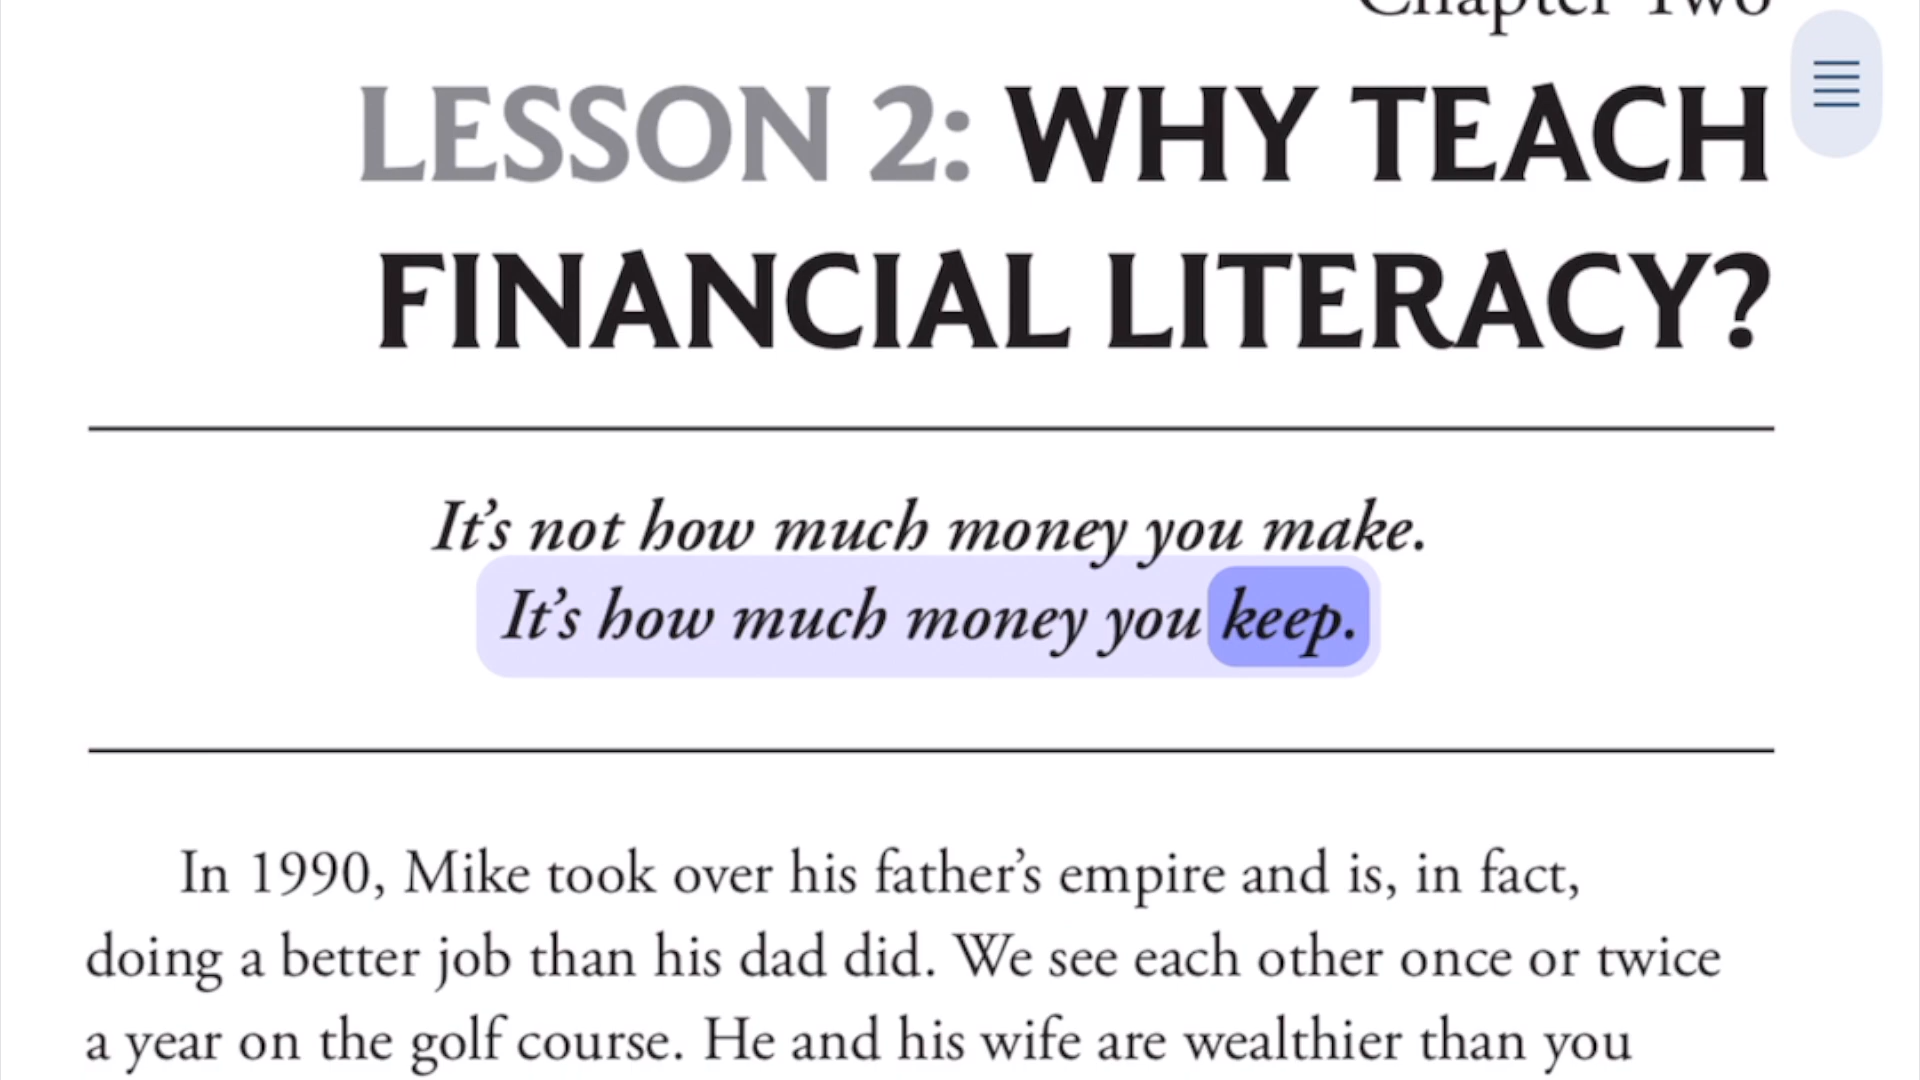 Chapter Two
LESSON 2: WHY TEACH
FINANCIAL LITERACY?
It’s not how much money you make.
It’s how much money you keep.
In 1990, Mike took over his father’s empire and is, in fact,
doing a better job than his dad did. We see each other once or twice
a year on the golf course. He and his wife are wealthier than you